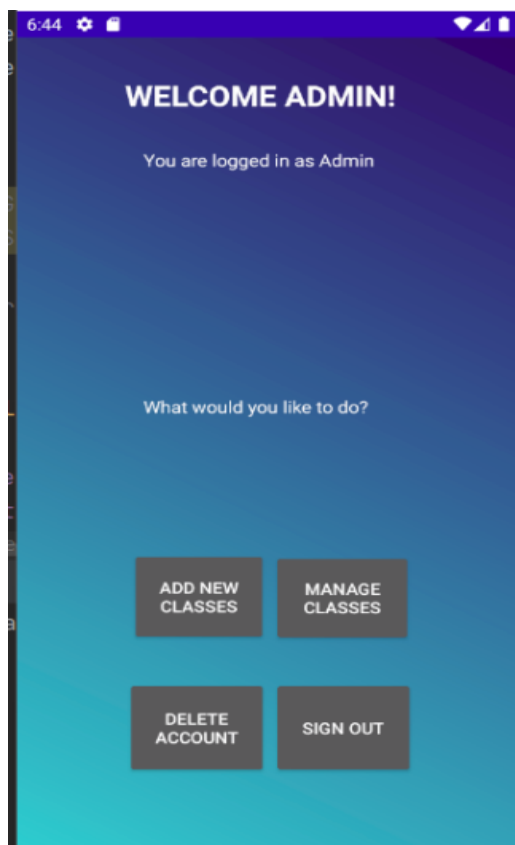 6:44
WELCOME ADMIN!
You are logged in as Admin
What would you like to do?
ADD NEW
CLASSES
MANAGE
CLASSES
DELETE
ACCOUNT
SIGN OUT